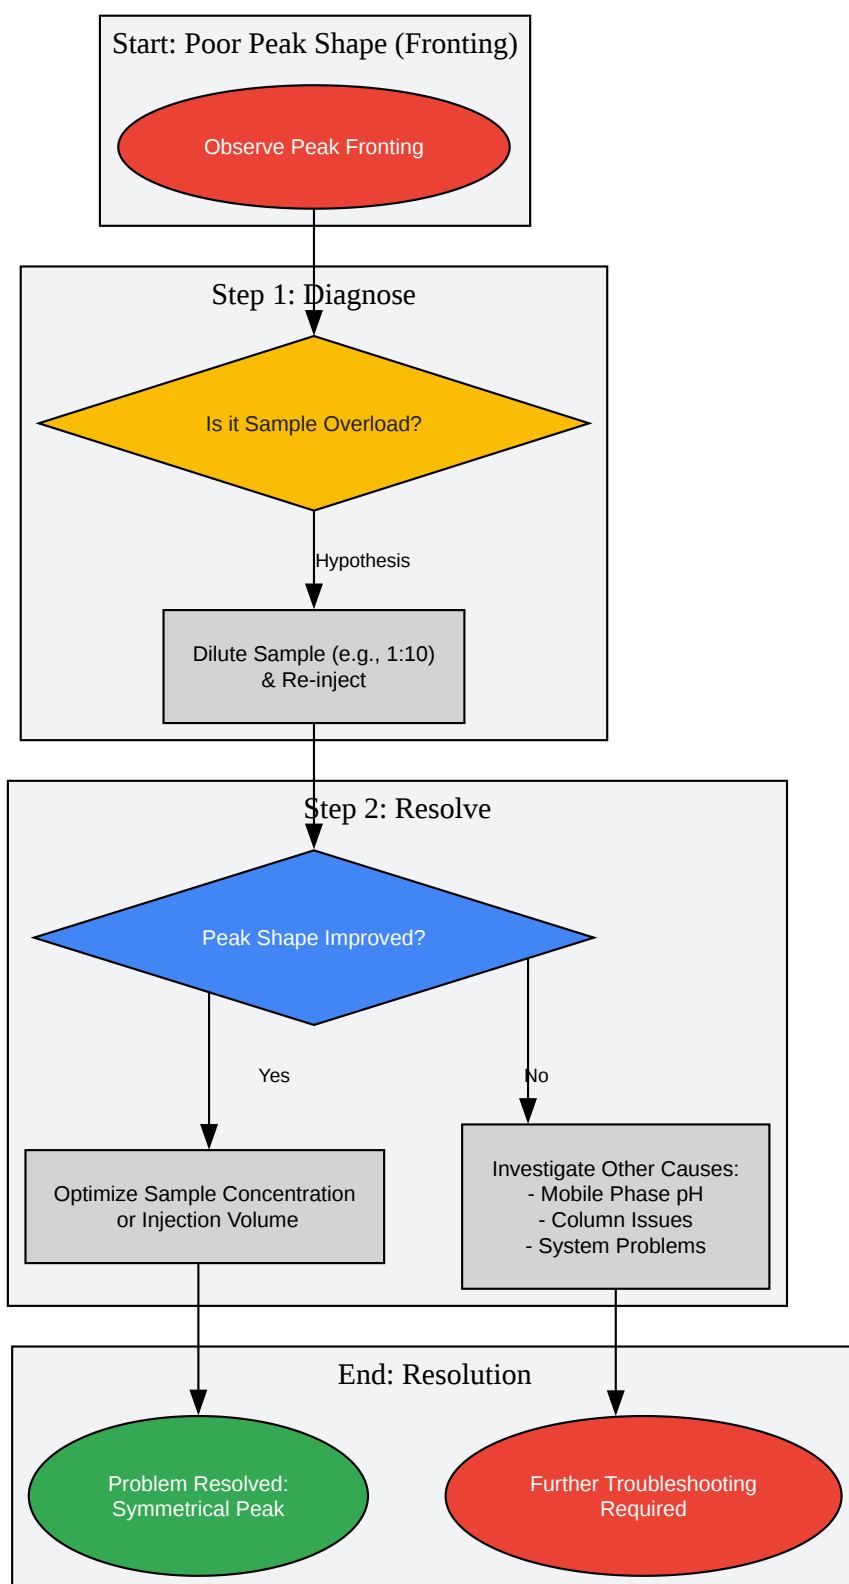 Start: Poor Peak Shape (Fronting)
Observe Peak Fronting
Step 1: Diagnose
Is it Sample Overload?
Hypothesis
Dilute Sample (e.g., 1:10)
& Re-inject
Step 2: Resolve
Peak Shape Improved?
Yes
No
Optimize Sample Concentration
or Injection Volume
Investigate Other Causes:
- Mobile Phase pH
- Column Issues
- System Problems
End: Resolution
Problem Resolved:
Symmetrical Peak
Further Troubleshooting
Required